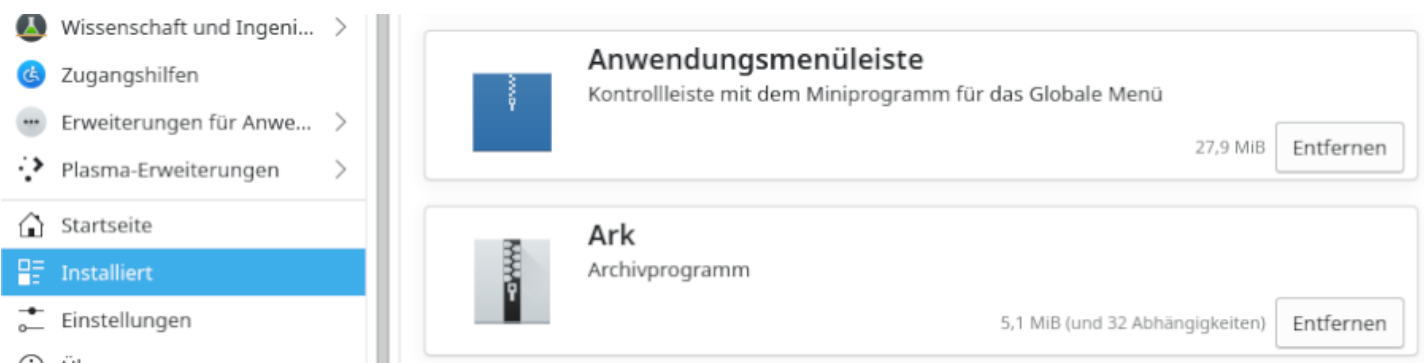 Wissenschaft und Ingeni...
Zugangshilfen
Erweiterungen für Anwe...
Plasma-Erweiterungen
Startseite
Installiert
Einstellungen
Anwendungsmenüleiste
Kontrollleiste mit dem Miniprogramm für das Globale Menü
27,9 MiB Entfernen
Ark
Archivprogramm
5,1 MiB (und 32 Abhängigkeiten) Entfernen